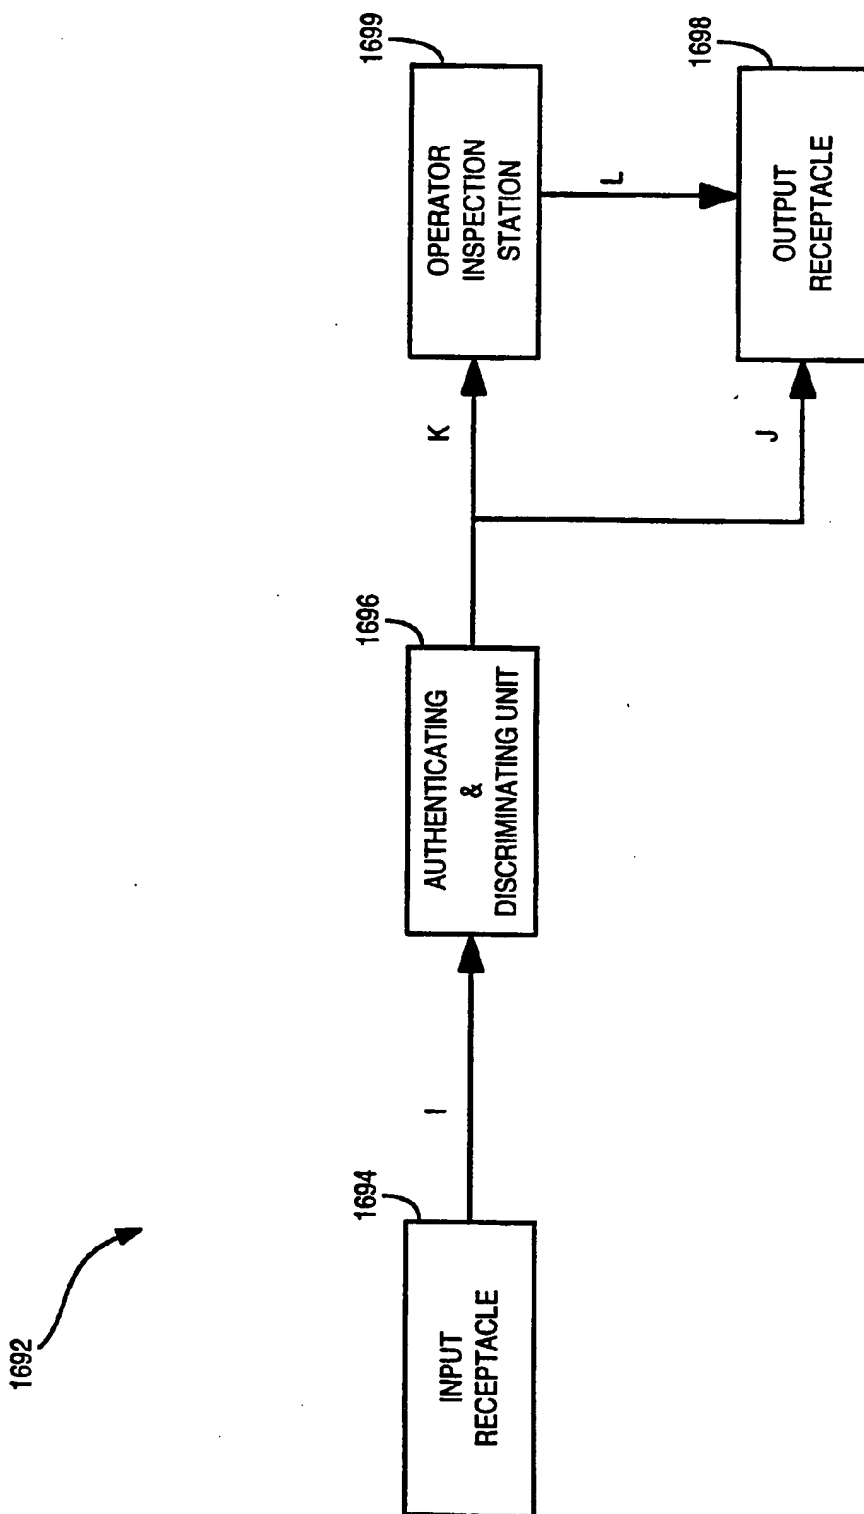 1692
1694
INPUT
RECEPTACLE
I
1696
AUTHENTICATING
&
DISCRIMINATING UNIT
K
J
1699
OPERATOR
INSPECTION
STATION
L
1698
OUTPUT
RECEPTACLE